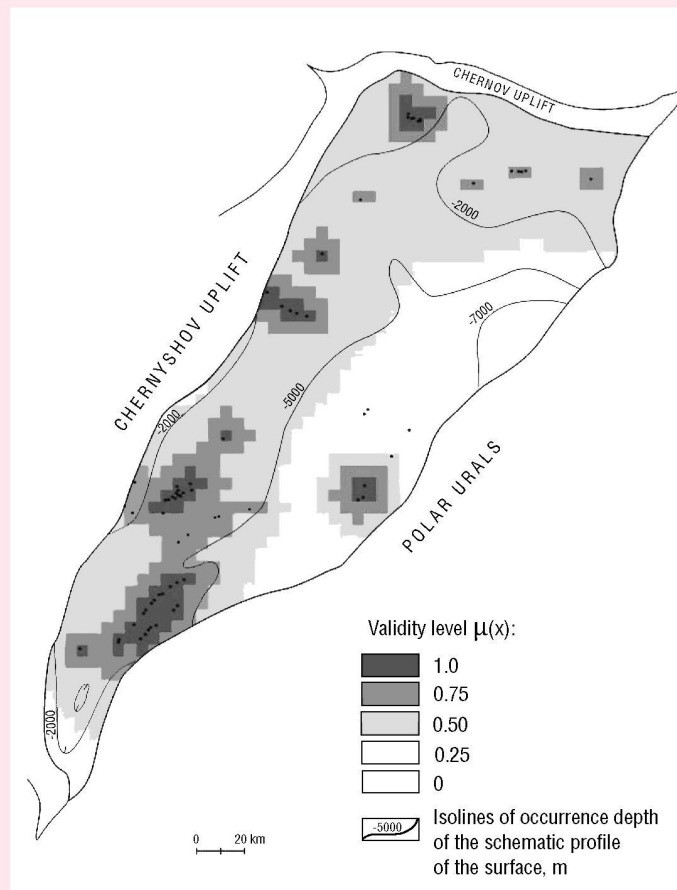 CHERNOV UPLIFT
-2000
-7000
CHERNYSHOV UPLIFT
-2000
-5000
POLAR URALS
-2000
Validity level μ(x):
1.0
0.75
0.50
0.25
0
-5000
Isolines of occurrence depth
of the schematic profile
of the surface, m
0 20 km